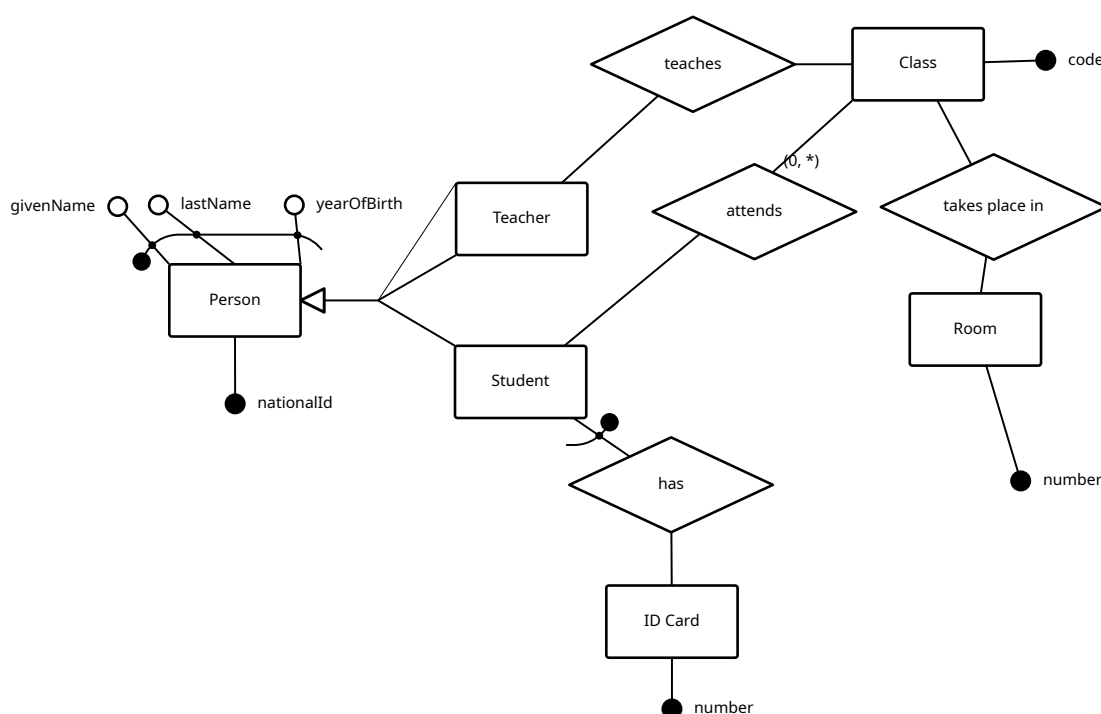 teaches
Class
code
(0, *)
givenName
lastName
yearOfBirth
Teacher
attends
takes place in
Person
Room
Student
nationalId
has
number
ID Card
number